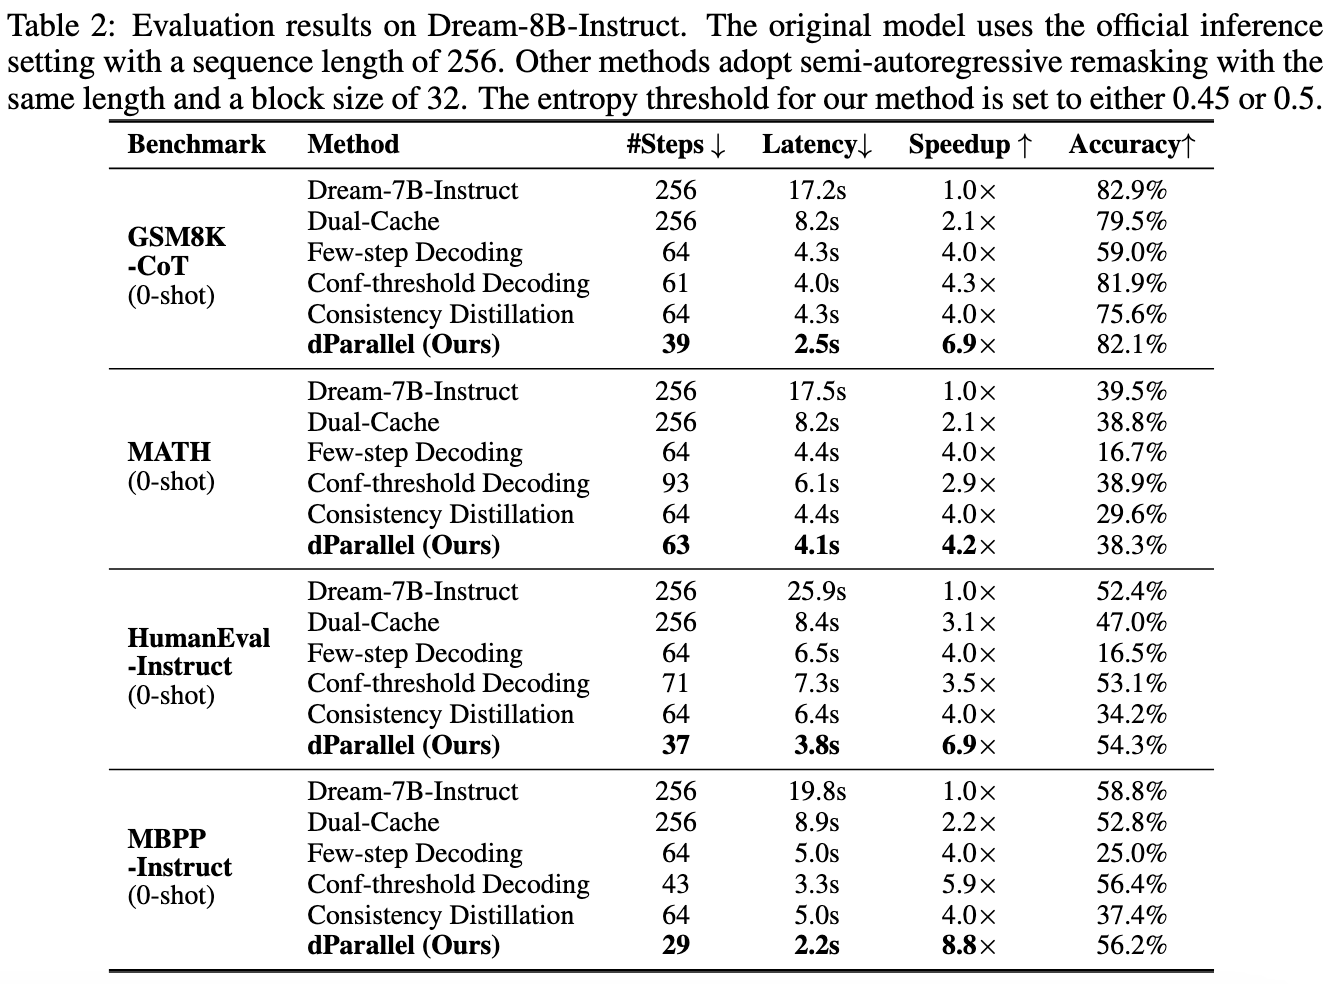 Table 2: Evaluation results on Dream-8B-Instruct. The original model uses the official inference
setting with a sequence length of 256. Other methods adopt semi-autoregressive remasking with the
same length and a block size of 32. The entropy threshold for our method is set to either 0.45 or 0.5.
Benchmark Method #Steps ↓ Latency↓ Speedup ↑ Accuracy↑
GSM8K
-CoT
(0-shot)
Dream-7B-Instruct 256 17.2s 1.0× 82.9%
Dual-Cache 256 8.2s 2.1× 79.5%
Few-step Decoding 64 4.3s 4.0× 59.0%
Conf-threshold Decoding 61 4.0s 4.3× 81.9%
Consistency Distillation 64 4.3s 4.0× 75.6%
dParallel (Ours) 39 2.5s 6.9× 82.1%
MATH
(0-shot)
Dream-7B-Instruct 256 17.5s 1.0× 39.5%
Dual-Cache 256 8.2s 2.1× 38.8%
Few-step Decoding 64 4.4s 4.0× 16.7%
Conf-threshold Decoding 93 6.1s 2.9× 38.9%
Consistency Distillation 64 4.4s 4.0× 29.6%
dParallel (Ours) 63 4.1s 4.2× 38.3%
HumanEval
-Instruct
(0-shot)
Dream-7B-Instruct 256 25.9s 1.0× 52.4%
Dual-Cache 256 8.4s 3.1× 47.0%
Few-step Decoding 64 6.5s 4.0× 16.5%
Conf-threshold Decoding 71 7.3s 3.5× 53.1%
Consistency Distillation 64 6.4s 4.0× 34.2%
dParallel (Ours) 37 3.8s 6.9× 54.3%
MBPP
-Instruct
(0-shot)
Dream-7B-Instruct 256 19.8s 1.0× 58.8%
Dual-Cache 256 8.9s 2.2× 52.8%
Few-step Decoding 64 5.0s 4.0× 25.0%
Conf-threshold Decoding 43 3.3s 5.9× 56.4%
Consistency Distillation 64 5.0s 4.0× 37.4%
dParallel (Ours) 29 2.2s 8.8× 56.2%